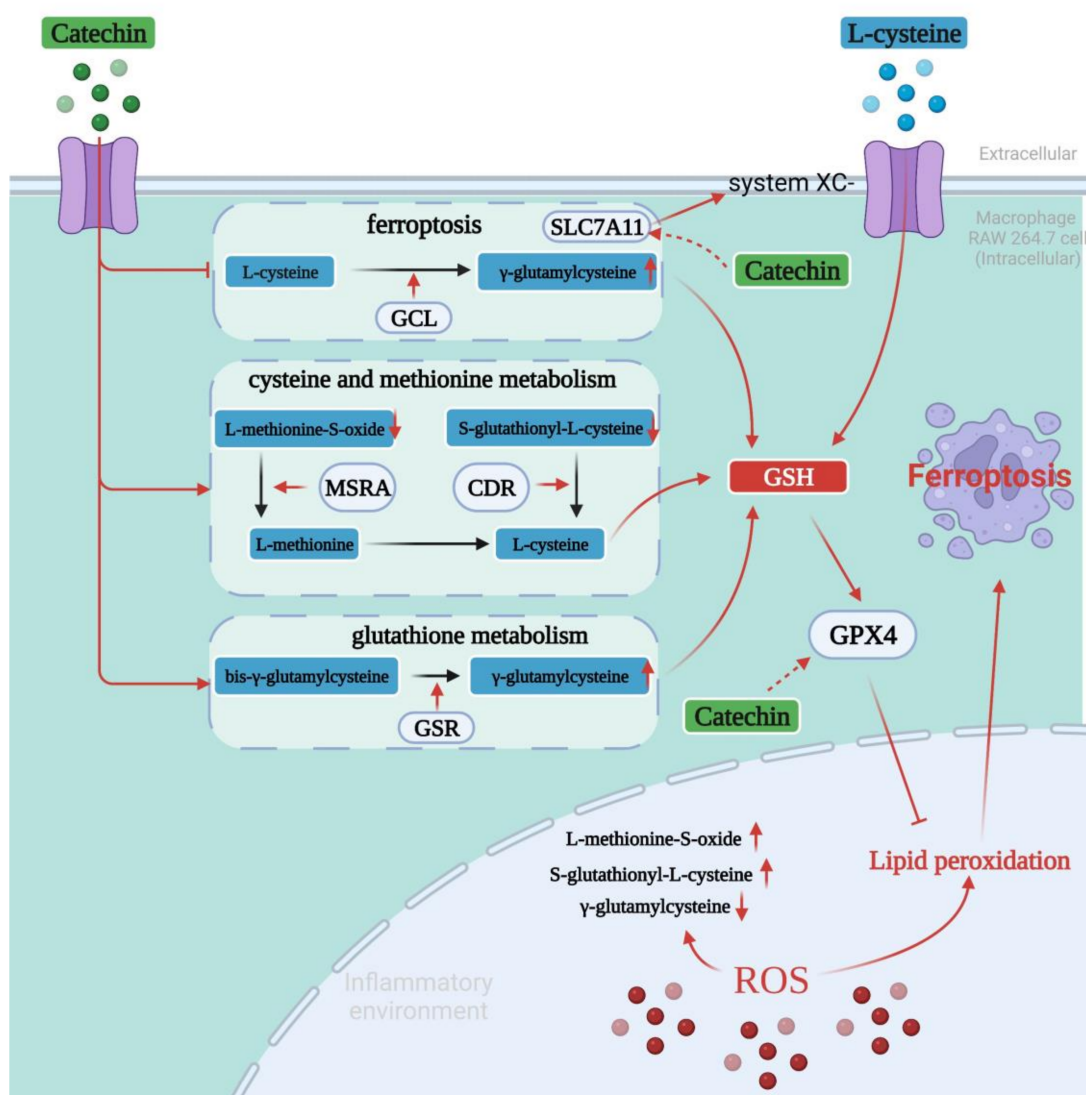 Catechin
L-cysteine
Extracellular
system XC-
Macrophage
RAW 264.7 cell
(Intracellular)
ferroptosis
SLC7A11
L-cysteine
γ-glutamylcysteine
Catechin
GCL
cysteine and methionine metabolism
L-methionine-S-oxide
S-glutathionyl-L-cysteine
MSRA
CDR
L-methionine
L-cysteine
GSH
Ferroptosis
glutathione metabolism
bis-γ-glutamylcysteine
γ-glutamylcysteine
GSR
GPX4
Catechin
L-methionine-S-oxide
S-glutathionyl-L-cysteine
γ-glutamylcysteine
Lipid peroxidation
ROS
Inflammatory
environment